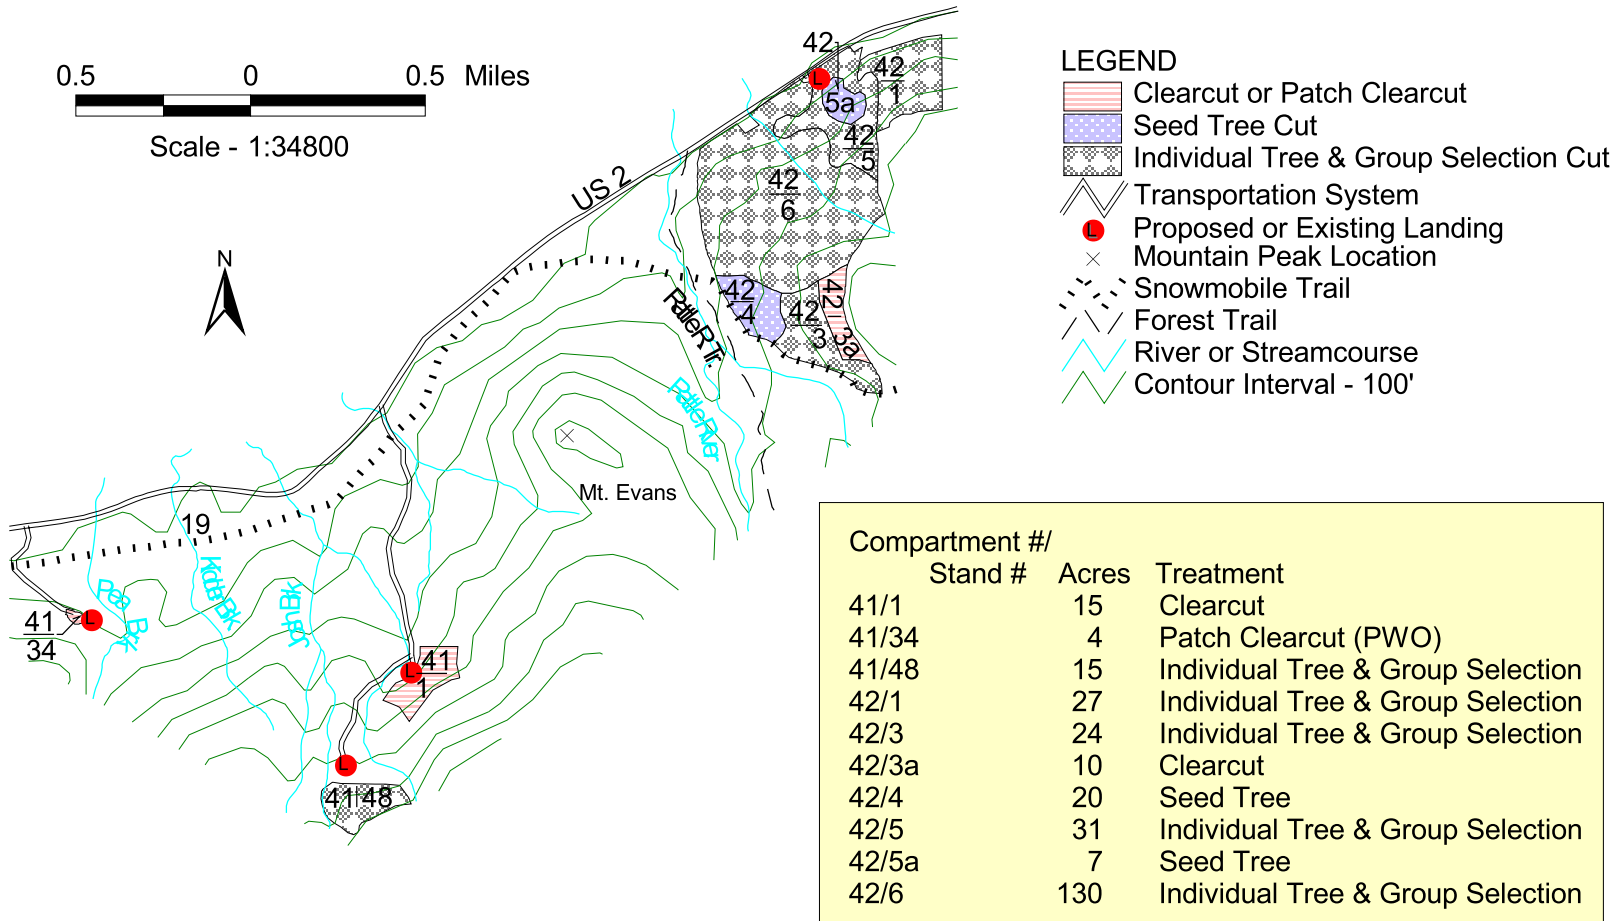 0.5 0 0.5 Miles
Scale - 1:34800
N
US 2
42
5a
42
1
42
5
42
6
42
4
42
3
42 3a
Rattle R. Tr.
Rattle River
Mt. Evans
19
Pea Brk
41
34
41
1
41 48
L
L
L
L
LEGEND
Clearcut or Patch Clearcut
Seed Tree Cut
Individual Tree & Group Selection Cut
Transportation System
L Proposed or Existing Landing
Mountain Peak Location
Snowmobile Trail
Forest Trail
River or Streamcourse
Contour Interval - 100'
Compartment #/
Stand # Acres Treatment
41/1 15 Clearcut
41/34 4 Patch Clearcut (PWO)
41/48 15 Individual Tree & Group Selection
42/1 27 Individual Tree & Group Selection
42/3 24 Individual Tree & Group Selection
42/3a 10 Clearcut
42/4 20 Seed Tree
42/5 31 Individual Tree & Group Selection
42/5a 7 Seed Tree
42/6 130 Individual Tree & Group Selection